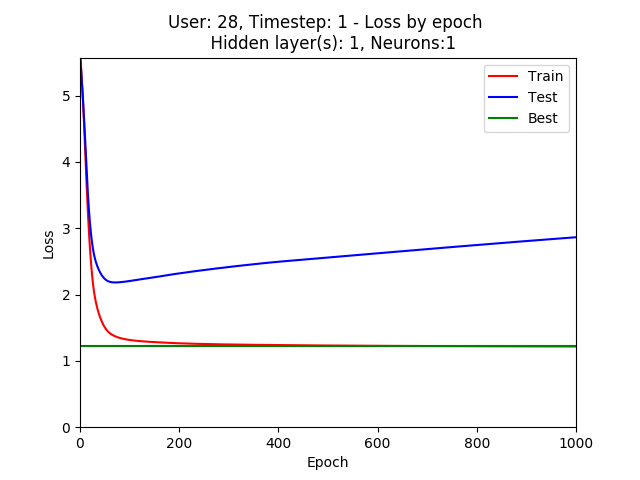 User: 28, Timestep: 1 - Loss by epoch
Hidden layer(s): 1, Neurons:1
Train
Test
Best
Loss
5
4
3
2
1
0
0 200 400 600 800 1000
Epoch